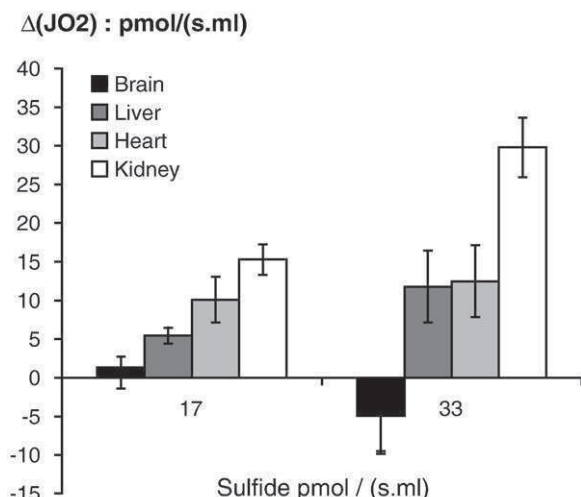 Δ(JO2) : pmol/(s.ml)
40
35
30
25
20
15
10
5
0
-5
-10
-15
Brain
Liver
Heart
Kidney
17
33
Sulfide pmol / (s.ml)